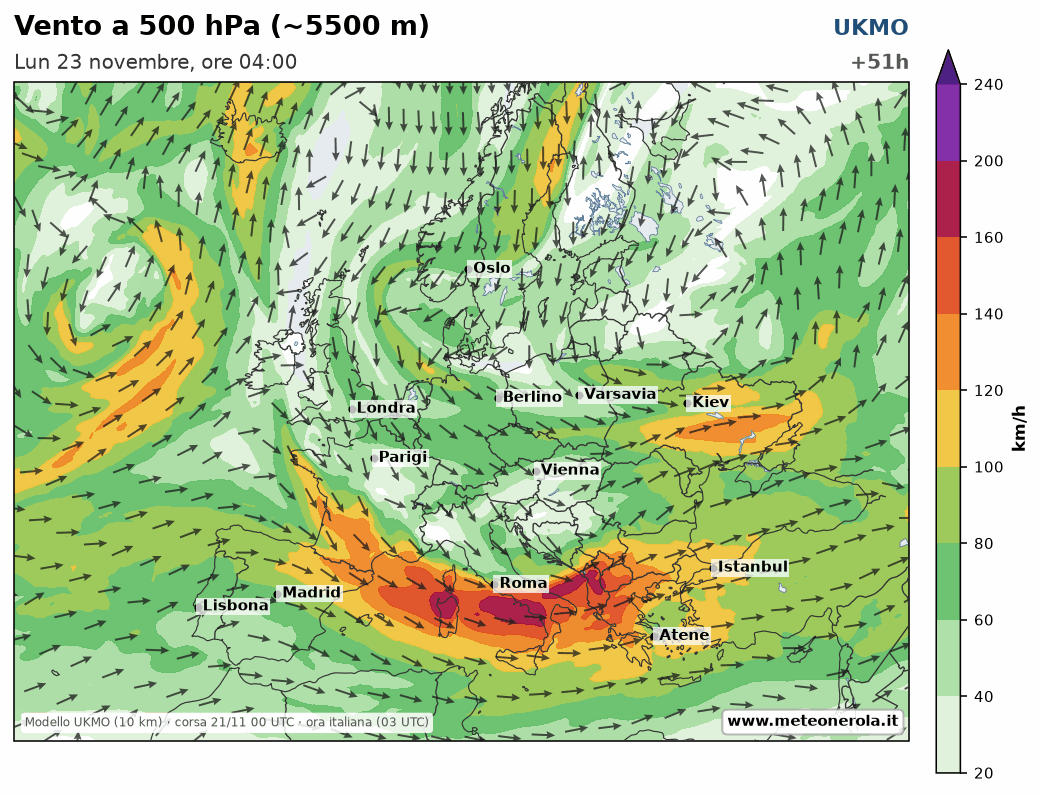 Vento a 500 hPa (~5500 m)
UKMO
Lun 23 novembre, ore 04:00
+51h
240
200
160
140
120
100
80
60
40
20
km/h
Oslo
Londra
Berlino
Varsavia
Kiev
Parigi
Vienna
Roma
Istanbul
Madrid
Lisbona
Atene
Modello UKMO (10 km) · corsa 21/11 00 UTC · ora italiana (03 UTC)
www.meteonerola.it